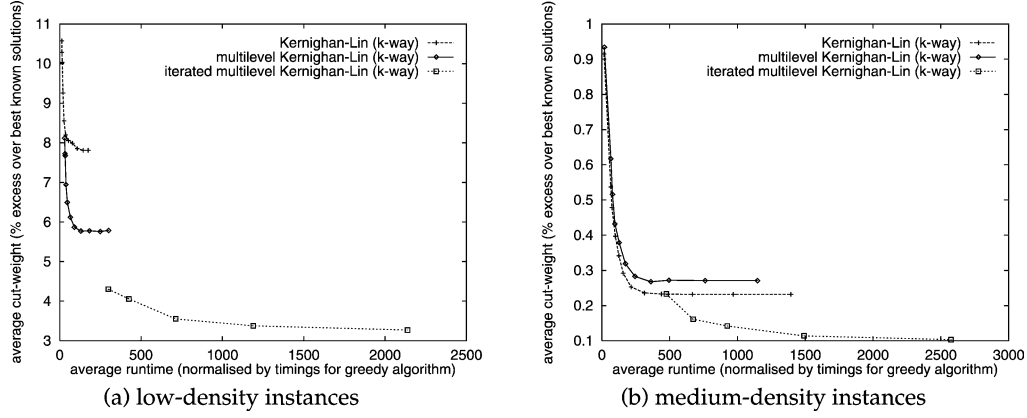 average cut-weight (% excess over best known solutions)
11
10
9
8
7
6
5
4
3
Kernighan-Lin (k-way)
multilevel Kernighan-Lin (k-way)
iterated multilevel Kernighan-Lin (k-way)
0 500 1000 1500 2000 2500
average runtime (normalised by timings for greedy algorithm)
(a) low-density instances
average cut-weight (% excess over best known solutions)
1
0.9
0.8
0.7
0.6
0.5
0.4
0.3
0.2
0.1
Kernighan-Lin (k-way)
multilevel Kernighan-Lin (k-way)
iterated multilevel Kernighan-Lin (k-way)
0 500 1000 1500 2000 2500 3000
average runtime (normalised by timings for greedy algorithm)
(b) medium-density instances